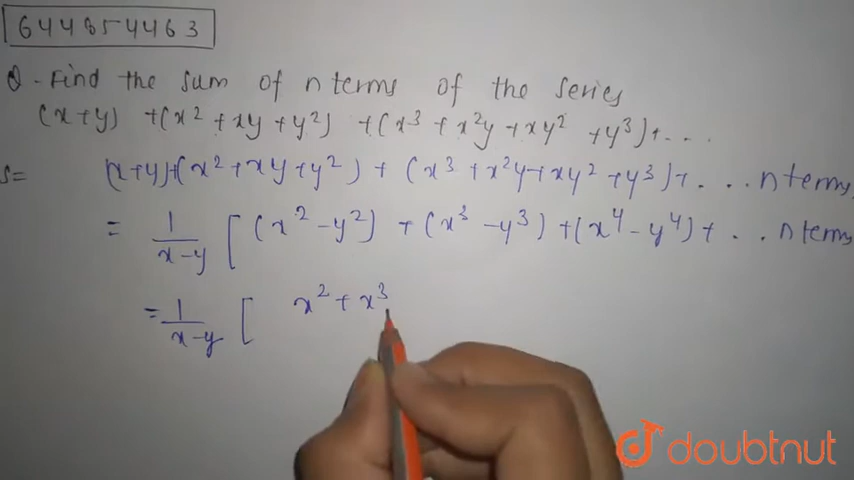 644854463
Q - Find the sum of n terms of the series
(x+y) +(x² + xy + y²) +(x³ + x²y + xy² + y³)+ ....
S= (x+y)+(x² + xy + y²) + (x³ + x²y + xy² + y³)+ ... n terms
= 1/(x-y) [ (x² - y²) + (x³ - y³) +(x⁴ - y⁴) + ... n terms
= 1/(x-y) [ x² + x³
doubtnut